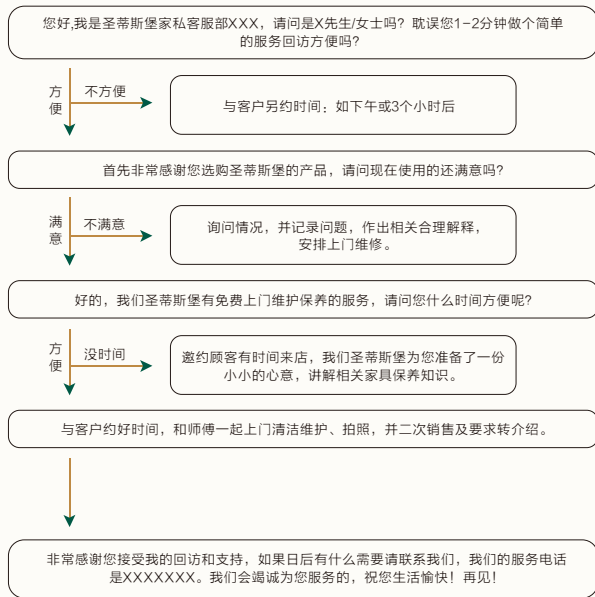 您好,我是圣蒂斯堡家私客服部XXX，请问是X先生/女士吗？耽误您1-2分钟做个简单
的服务回访方便吗？
方便
不方便
与客户另约时间：如下午或3个小时后
首先非常感谢您选购圣蒂斯堡的产品，请问现在使用的还满意吗？
满意
不满意
询问情况，并记录问题，作出相关合理解释，
安排上门维修。
好的，我们圣蒂斯堡有免费上门维护保养的服务，请问您什么时间方便呢？
方便
没时间
邀约顾客有时间来店，我们圣蒂斯堡为您准备了一份
小小的心意，讲解相关家具保养知识。
与客户约好时间，和师傅一起上门清洁维护、拍照，并二次销售及要求转介绍。
非常感谢您接受我的回访和支持，如果日后有什么需要请联系我们，我们的服务电话
是XXXXXXX。我们会竭诚为您服务的，祝您生活愉快！再见！